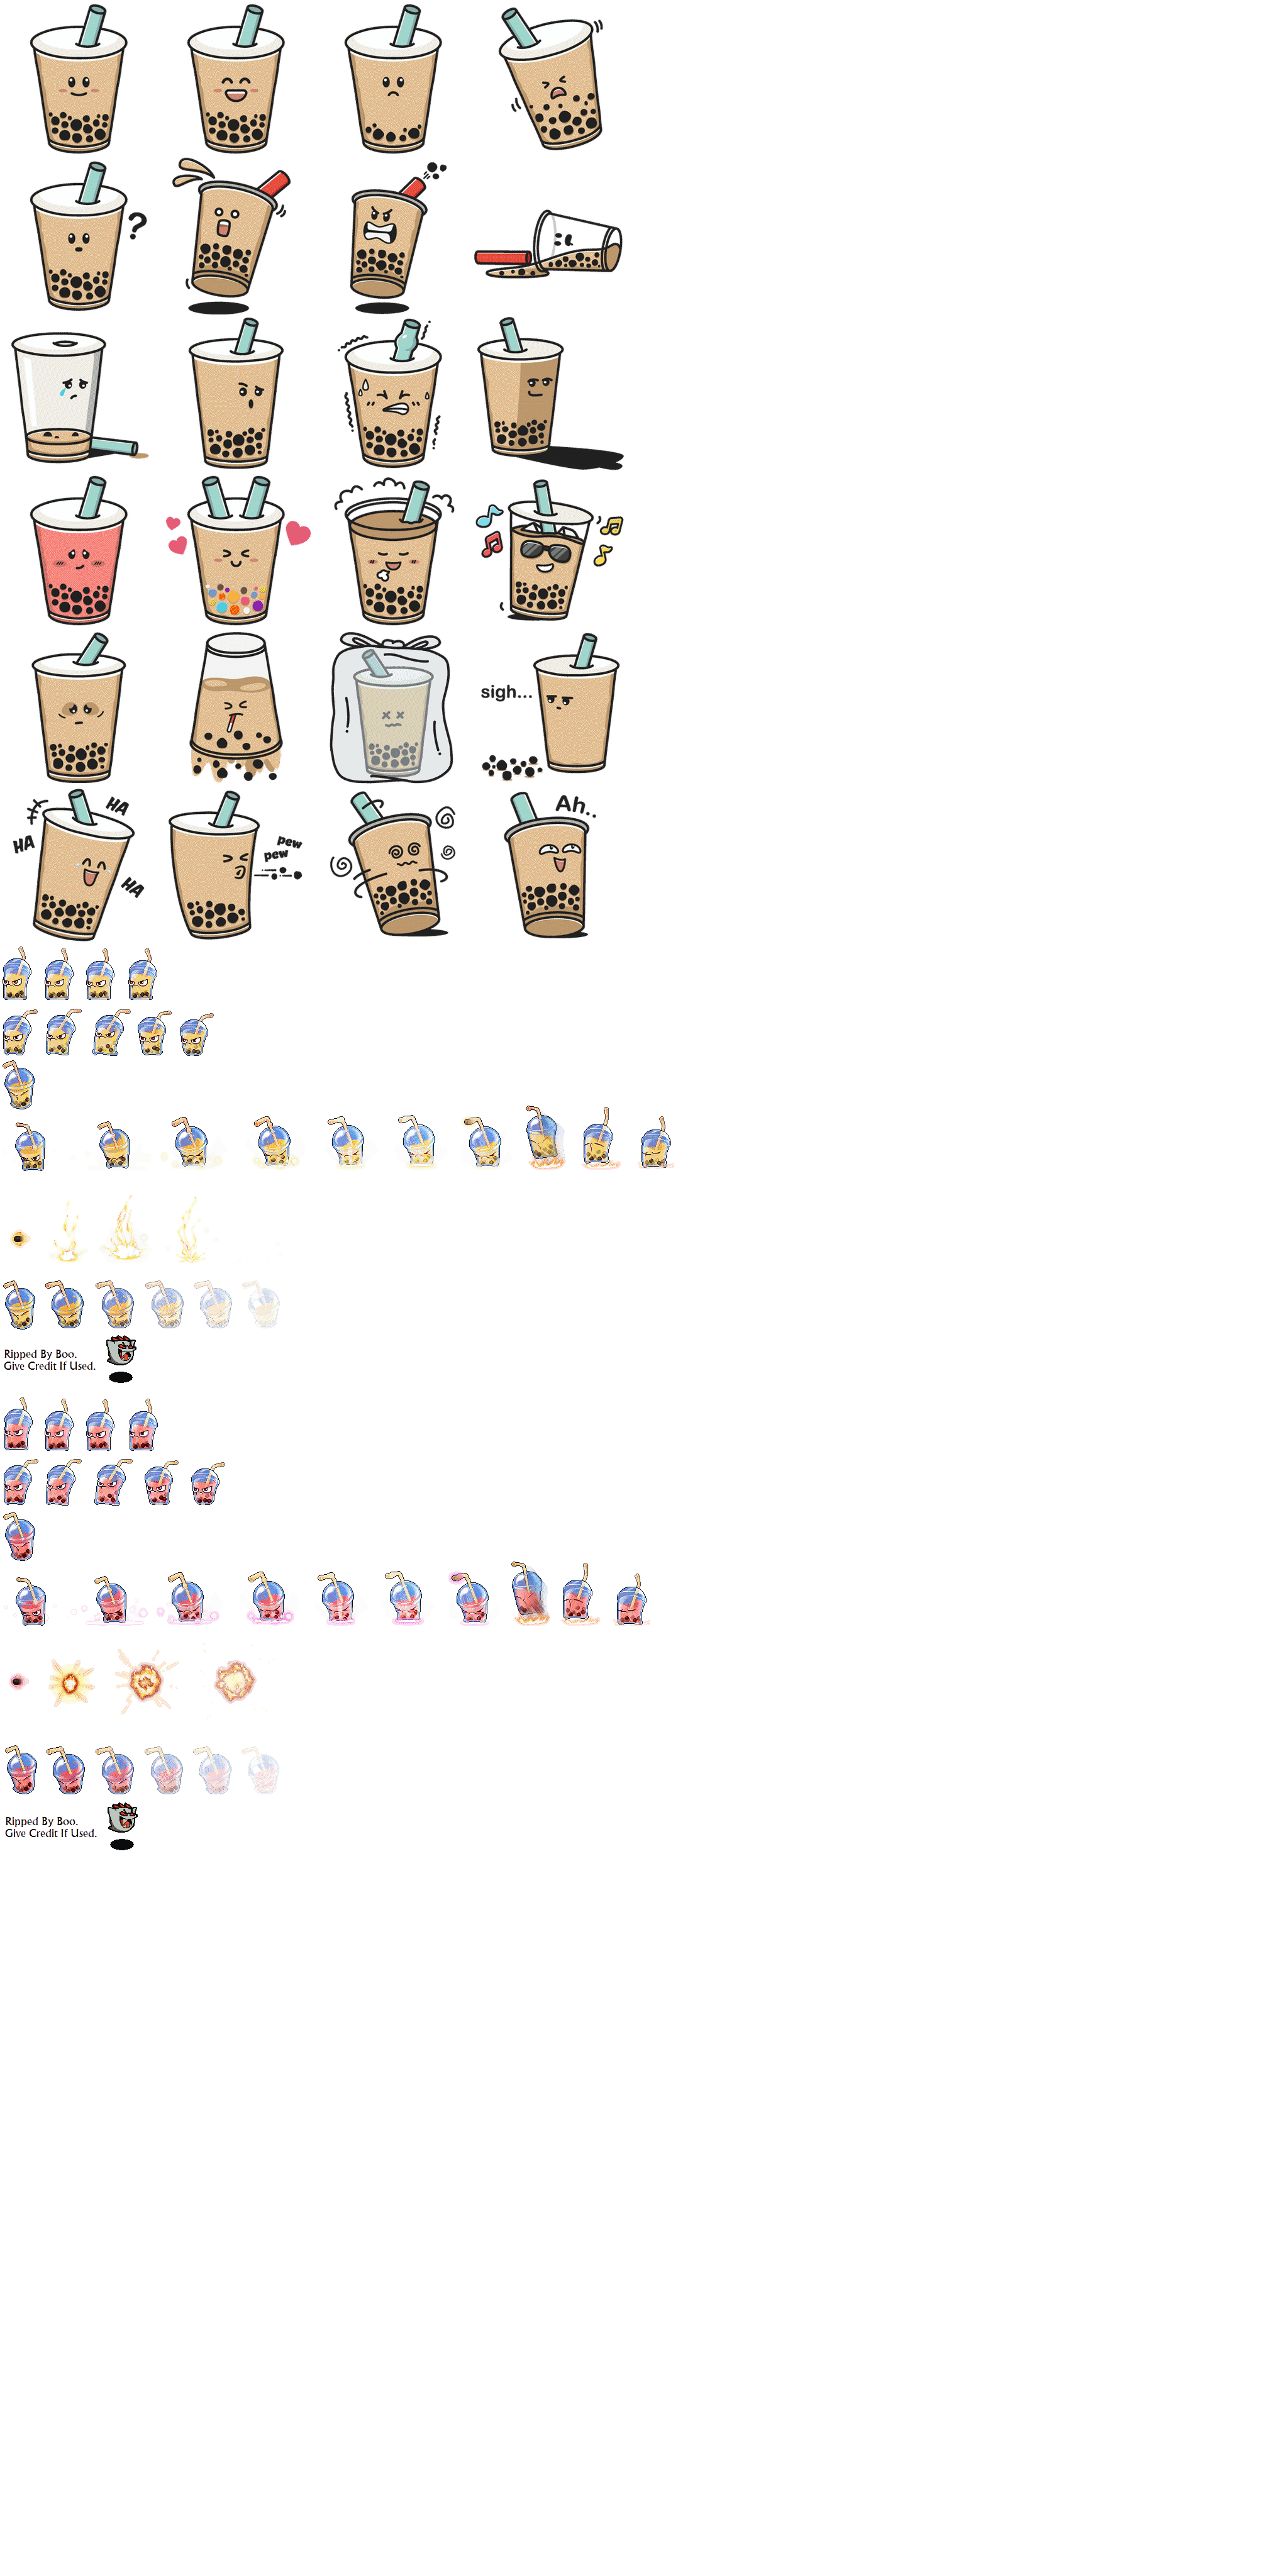 ?
sigh...
HA
HA
HA
pew
pew
Ah..
Ripped By Boo.
Give Credit If Used.
Ripped By Boo.
Give Credit If Used.